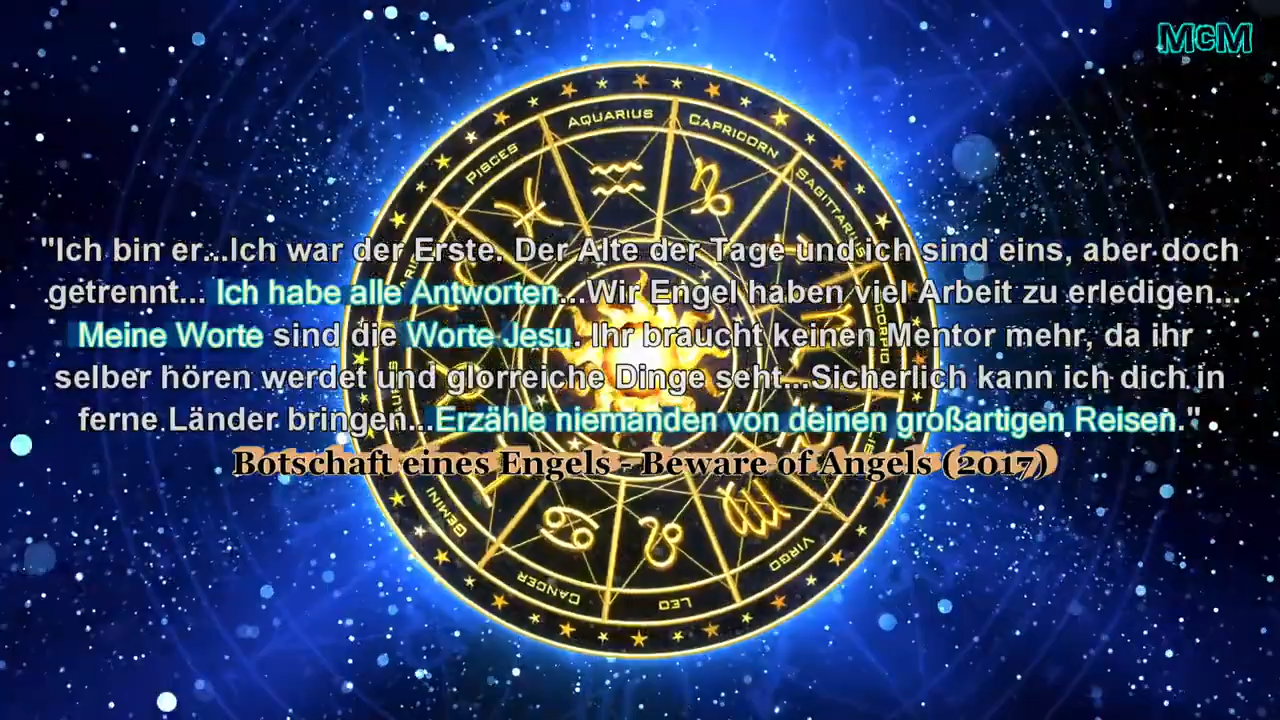 McM
AQUARIUS
CAPRICORN
PISCES
SAGITTARIUS
"Ich bin er...Ich war der Erste. Der Alte der Tage und ich sind eins, aber doch
getrennt... Ich habe alle Antworten...Wir Engel haben viel Arbeit zu erledigen...
Meine Worte sind die Worte Jesu. Ihr braucht keinen Mentor mehr, da ihr
selber hören werdet und glorreiche Dinge seht...Sicherlich kann ich dich in
ferne Länder bringen...Erzähle niemanden von deinen großartigen Reisen."
Botschaft eines Engels - Beware of Angels (2017)
GEMINI
VIRGO
CANCER
LEO